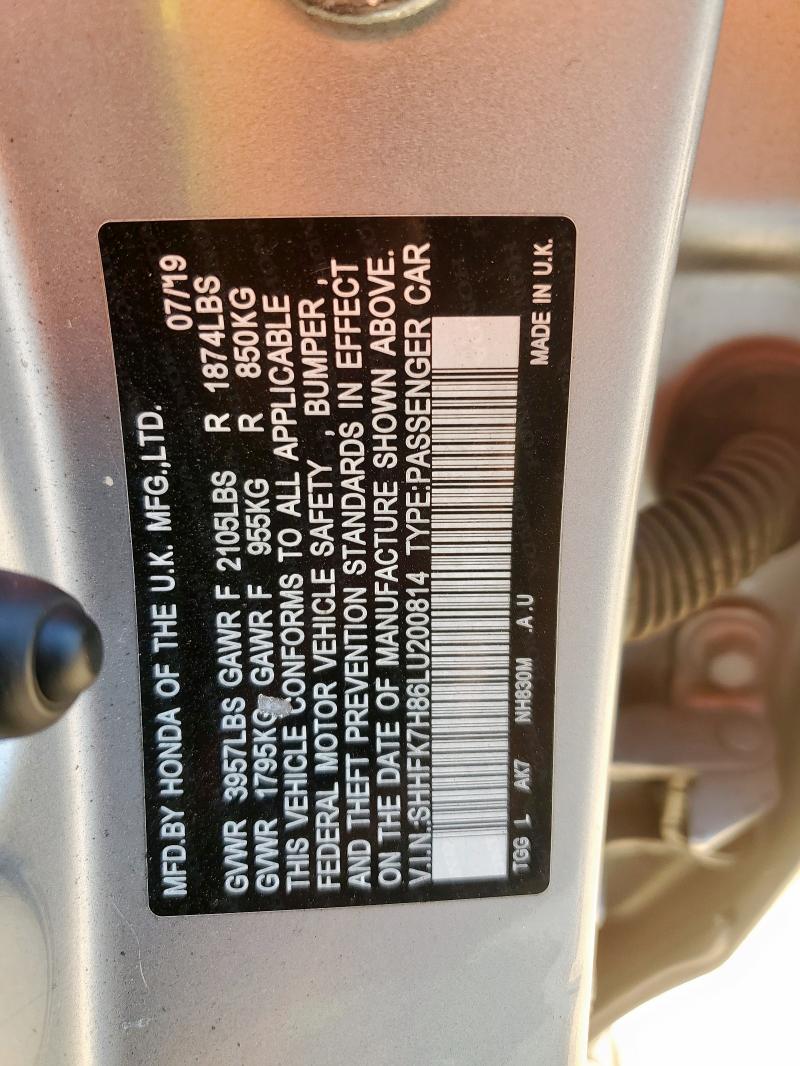 MFD.BY HONDA OF THE U.K. MFG.,LTD. 07/19
GVWR 3957LBS GAWR F 2105LBS R 1874LBS
GVWR 1795KG GAWR F 955KG R 850KG
THIS VEHICLE CONFORMS TO ALL APPLICABLE
FEDERAL MOTOR VEHICLE SAFETY , BUMPER ,
AND THEFT PREVENTION STANDARDS IN EFFECT
ON THE DATE OF MANUFACTURE SHOWN ABOVE.
V.I.N.:SHHFK7H86LU200814 TYPE:PASSENGER CAR
TGG L AK7 NH830M .A .U MADE IN U.K.